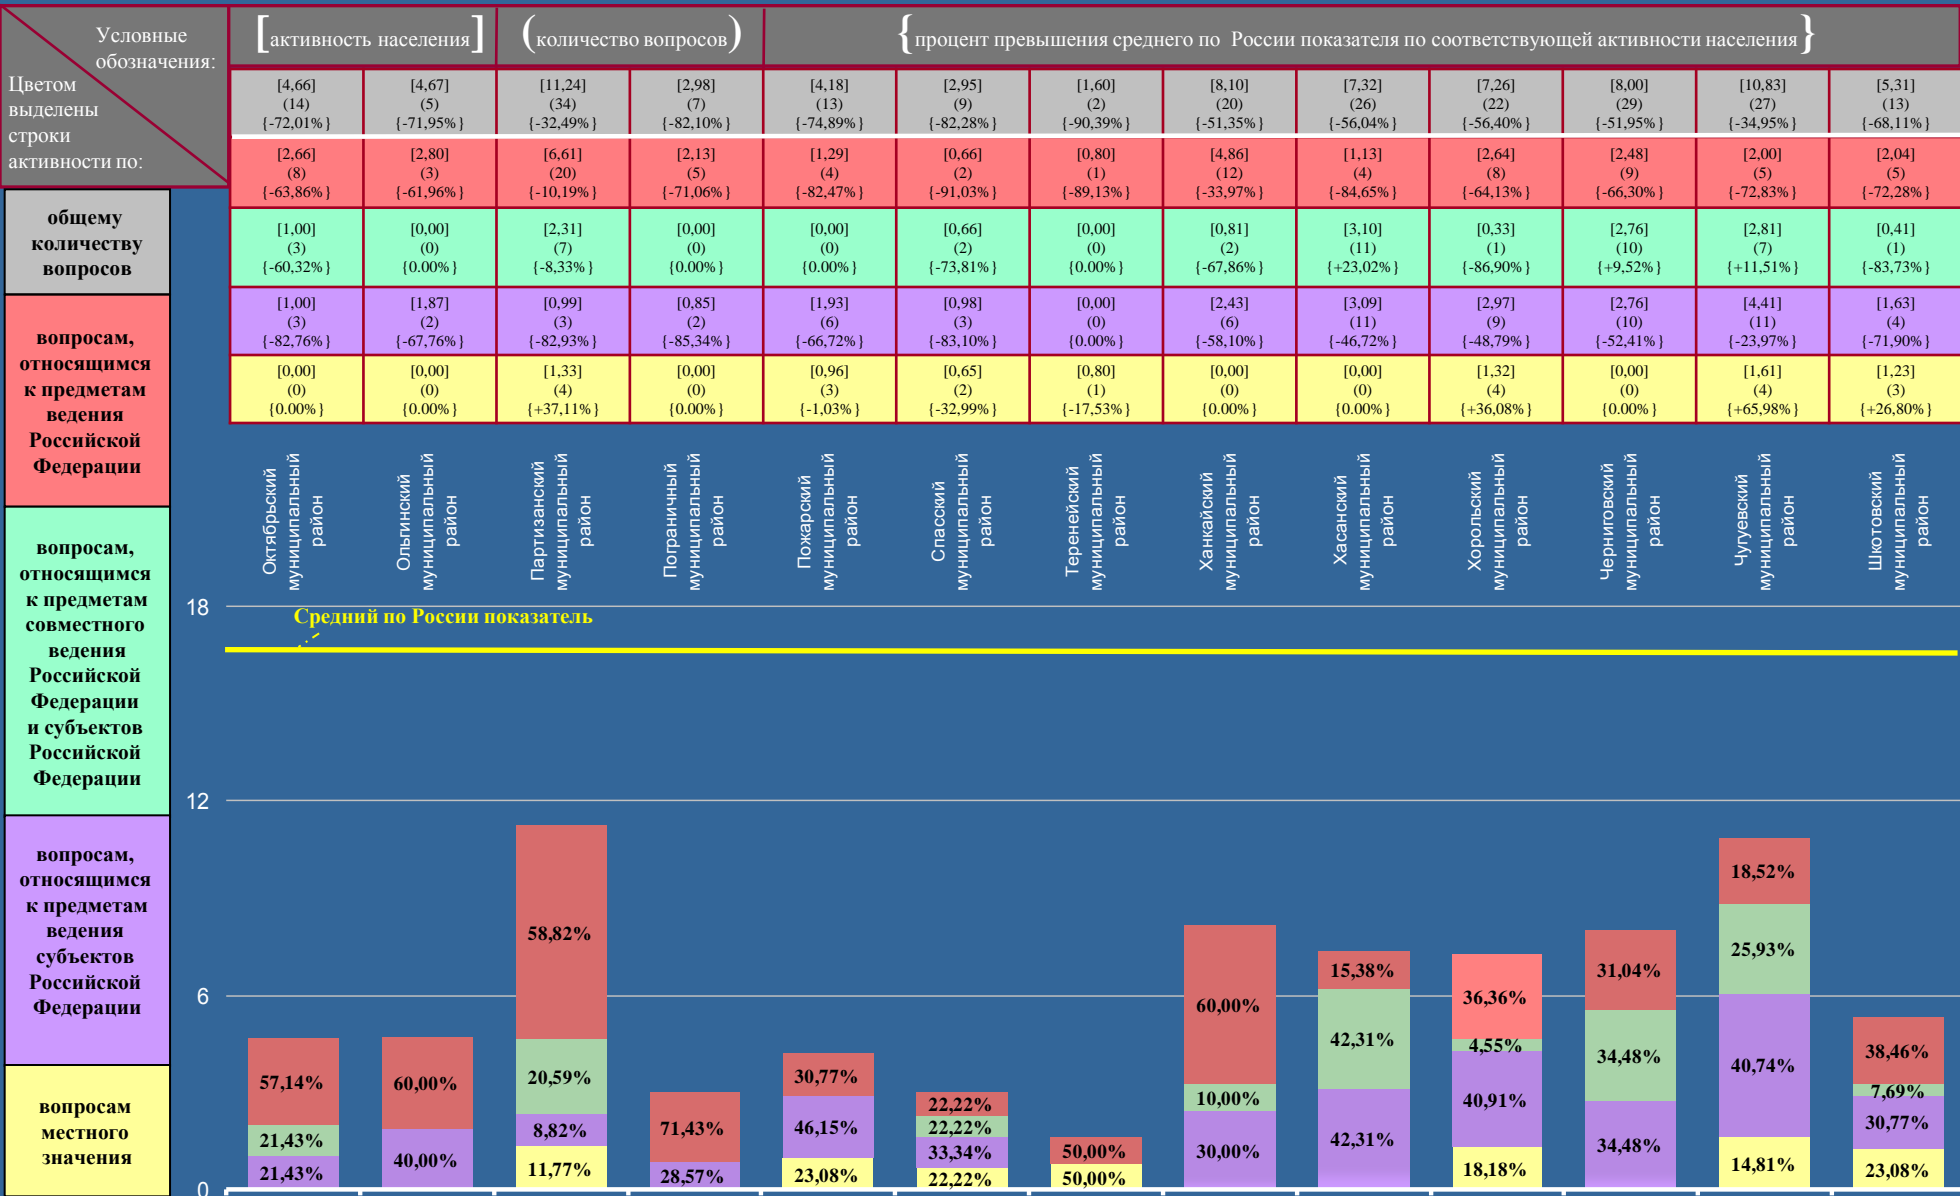 Условные
обозначения:
Цветом
выделены
строки
активности по:
[активность населения]
(количество вопросов)
{процент превышения среднего по России показателя по соответствующей активности населения}
[4,66] [4,67] [11,24] [2,98] [4,18] [2,95] [1,60] [8,10] [7,32] [7,26] [8,00] [10,83] [5,31]
(14) (5) (34) (7) (13) (9) (2) (20) (26) (22) (29) (27) (13)
{-72,01%} {-71,95%} {-32,49%} {-82,10%} {-74,89%} {-82,28%} {-90,39%} {-51,35%} {-56,04%} {-56,40%} {-51,95%} {-34,95%} {-68,11%}
[2,66] [2,80] [6,61] [2,13] [1,29] [0,66] [0,80] [4,86] [1,13] [2,64] [2,48] [2,00] [2,04]
(8) (3) (20) (5) (4) (2) (1) (12) (4) (8) (9) (5) (5)
{-63,86%} {-61,96%} {-10,19%} {-71,06%} {-82,47%} {-91,03%} {-89,13%} {-33,97%} {-84,65%} {-64,13%} {-66,30%} {-72,83%} {-72,28%}
[1,00] [0,00] [2,31] [0,00] [0,00] [0,66] [0,00] [0,81] [3,10] [0,33] [2,76] [2,81] [0,41]
(3) (0) (7) (0) (0) (2) (0) (2) (11) (1) (10) (7) (1)
{-60,32%} {0.00%} {-8,33%} {0.00%} {0.00%} {-73,81%} {0.00%} {-67,86%} {+23,02%} {-86,90%} {+9,52%} {+11,51%} {-83,73%}
[1,00] [1,87] [0,99] [0,85] [1,93] [0,98] [0,00] [2,43] [3,09] [2,97] [2,76] [4,41] [1,63]
(3) (2) (3) (2) (6) (3) (0) (6) (11) (9) (10) (11) (4)
{-82,76%} {-67,76%} {-82,93%} {-85,34%} {-66,72%} {-83,10%} {0.00%} {-58,10%} {-46,72%} {-48,79%} {-52,41%} {-23,97%} {-71,90%}
[0,00] [0,00] [1,33] [0,00] [0,96] [0,65] [0,80] [0,00] [0,00] [1,32] [0,00] [1,61] [1,23]
(0) (0) (4) (0) (3) (2) (1) (0) (0) (4) (0) (4) (3)
{0.00%} {0.00%} {+37,11%} {0.00%} {-1,03%} {-32,99%} {-17,53%} {0.00%} {0.00%} {+36,08%} {0.00%} {+65,98%} {+26,80%}
общему
количеству
вопросов
вопросам,
относящимся
к предметам
ведения
Российской
Федерации
вопросам,
относящимся
к предметам
совместного
ведения
Российской
Федерации
и субъектов
Российской
Федерации
вопросам,
относящимся
к предметам
ведения
субъектов
Российской
Федерации
вопросам
местного
значения
Октябрьский
муниципальный
район
Ольгинский
муниципальный
район
Партизанский
муниципальный
район
Пограничный
муниципальный
район
Пожарский
муниципальный
район
Спасский
муниципальный
район
Теренейский
муниципальный
район
Ханкайский
муниципальный
район
Хасанский
муниципальный
район
Хорольский
муниципальный
район
Черниговский
муниципальный
район
Чугуевский
муниципальный
район
Шкотовский
муниципальный
район
18
Средний по России показатель
12
6
0
57,14%
21,43%
21,43%
60,00%
40,00%
58,82%
20,59%
8,82%
11,77%
71,43%
28,57%
30,77%
46,15%
23,08%
22,22%
22,22%
33,34%
22,22%
50,00%
50,00%
60,00%
10,00%
30,00%
15,38%
42,31%
42,31%
36,36%
4,55%
40,91%
18,18%
31,04%
34,48%
34,48%
18,52%
25,93%
40,74%
14,81%
38,46%
7,69%
30,77%
23,08%